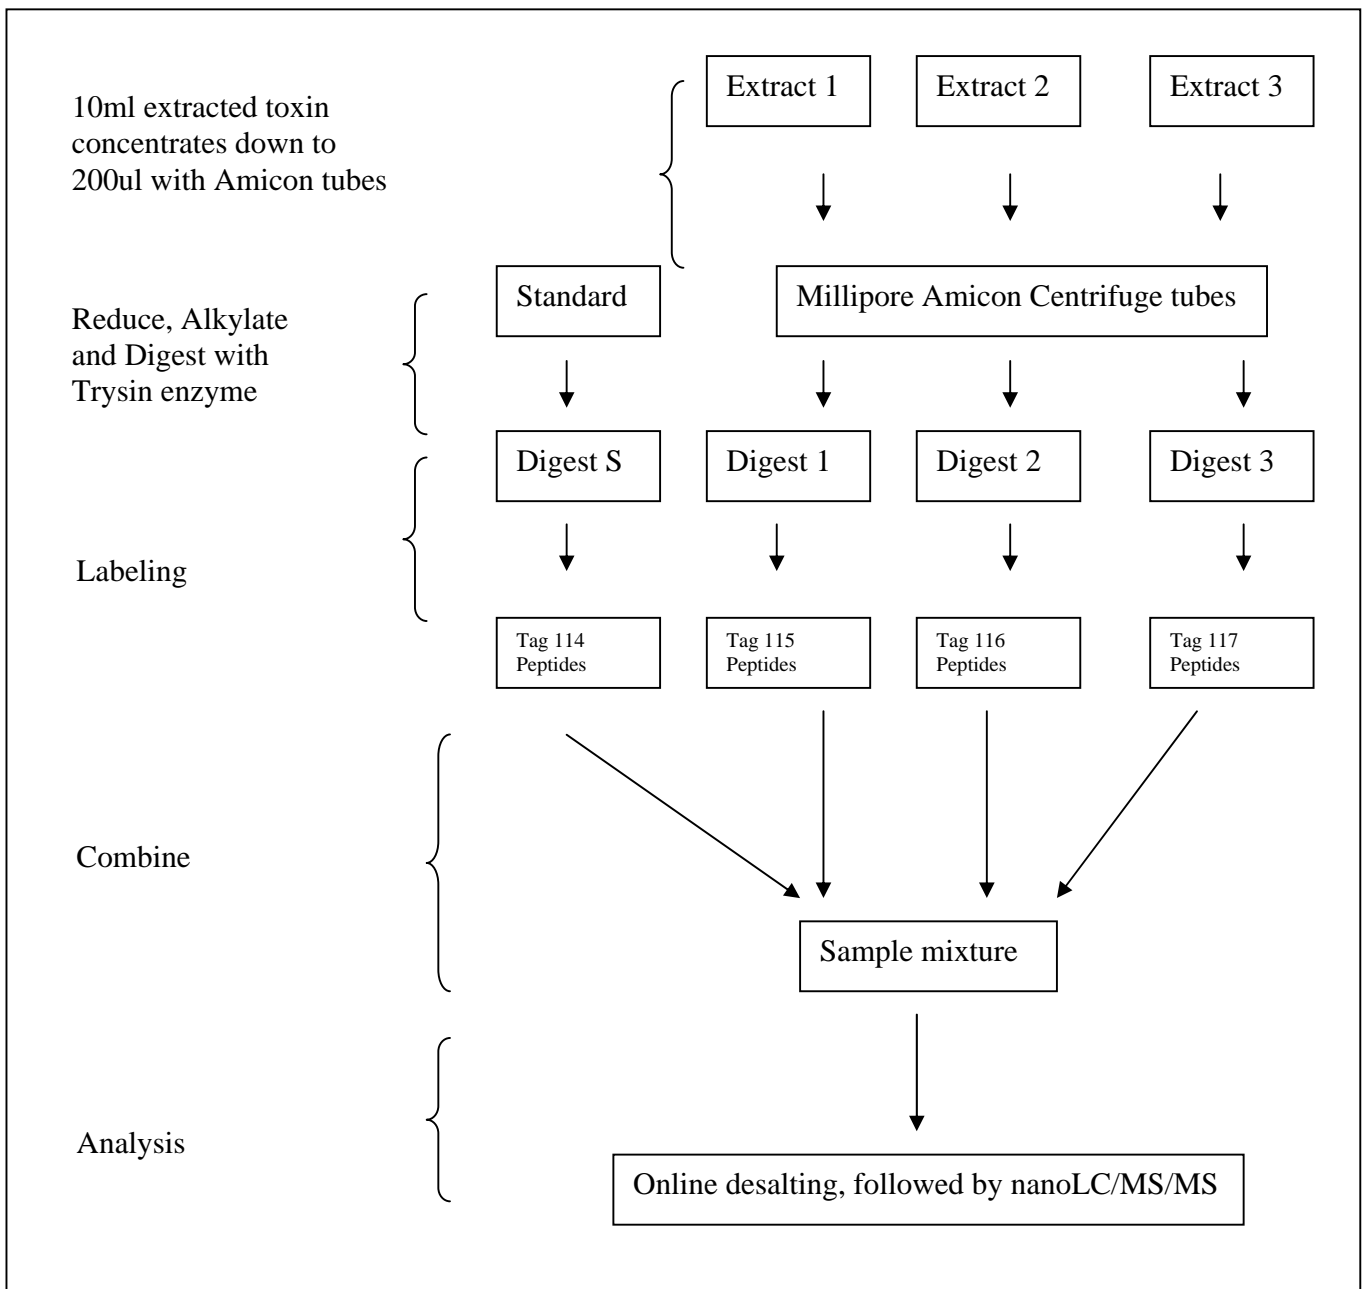 Extract 1
Extract 2
Extract 3
10ml extracted toxin
concentrates down to
200ul with Amicon tubes
Standard
Millipore Amicon Centrifuge tubes
Reduce, Alkylate
and Digest with
Trysin enzyme
Digest S
Digest 1
Digest 2
Digest 3
Labeling
Tag 114
Peptides
Tag 115
Peptides
Tag 116
Peptides
Tag 117
Peptides
Combine
Sample mixture
Analysis
Online desalting, followed by nanoLC/MS/MS